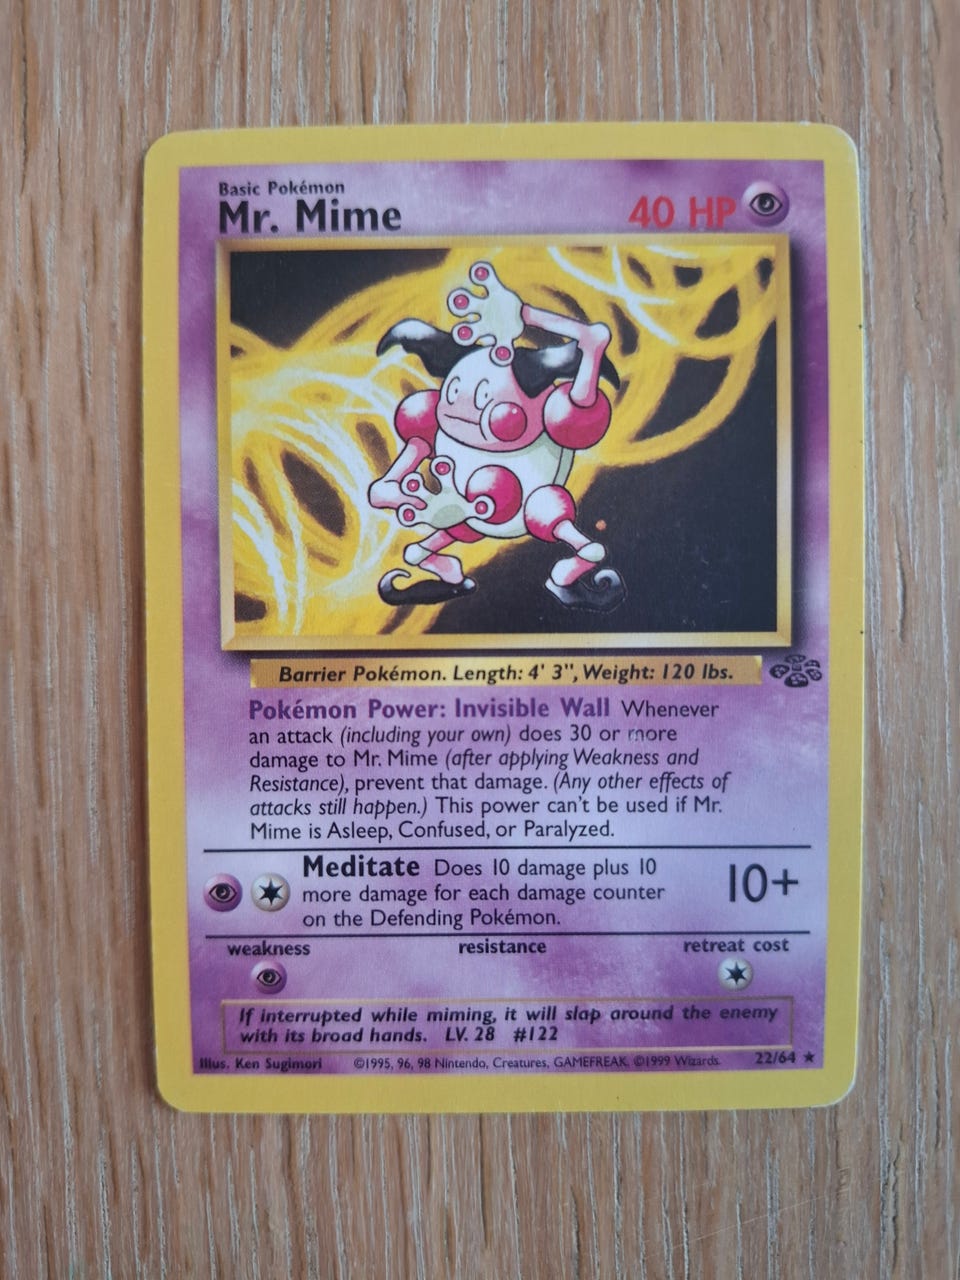 Basic Pokémon
Mr. Mime 40 HP
Barrier Pokémon. Length: 4' 3", Weight: 120 lbs.
Pokémon Power: Invisible Wall Whenever
an attack (including your own) does 30 or more
damage to Mr. Mime (after applying Weakness and
Resistance), prevent that damage. (Any other effects of
attacks still happen.) This power can't be used if Mr.
Mime is Asleep, Confused, or Paralyzed.
Meditate Does 10 damage plus 10
more damage for each damage counter
on the Defending Pokémon.
10+
weakness resistance retreat cost
If interrupted while miming, it will slap around the enemy
with its broad hands. LV. 28 #122
Illus. Ken Sugimori ©1995, 96, 98 Nintendo, Creatures, GAMEFREAK. ©1999 Wizards. 22/64 ★